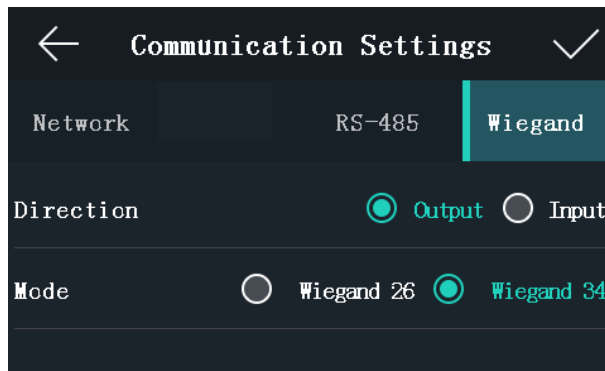 Communication Settings
Network RS-485 Wiegand
Direction Output Input
Mode Wiegand 26 Wiegand 34